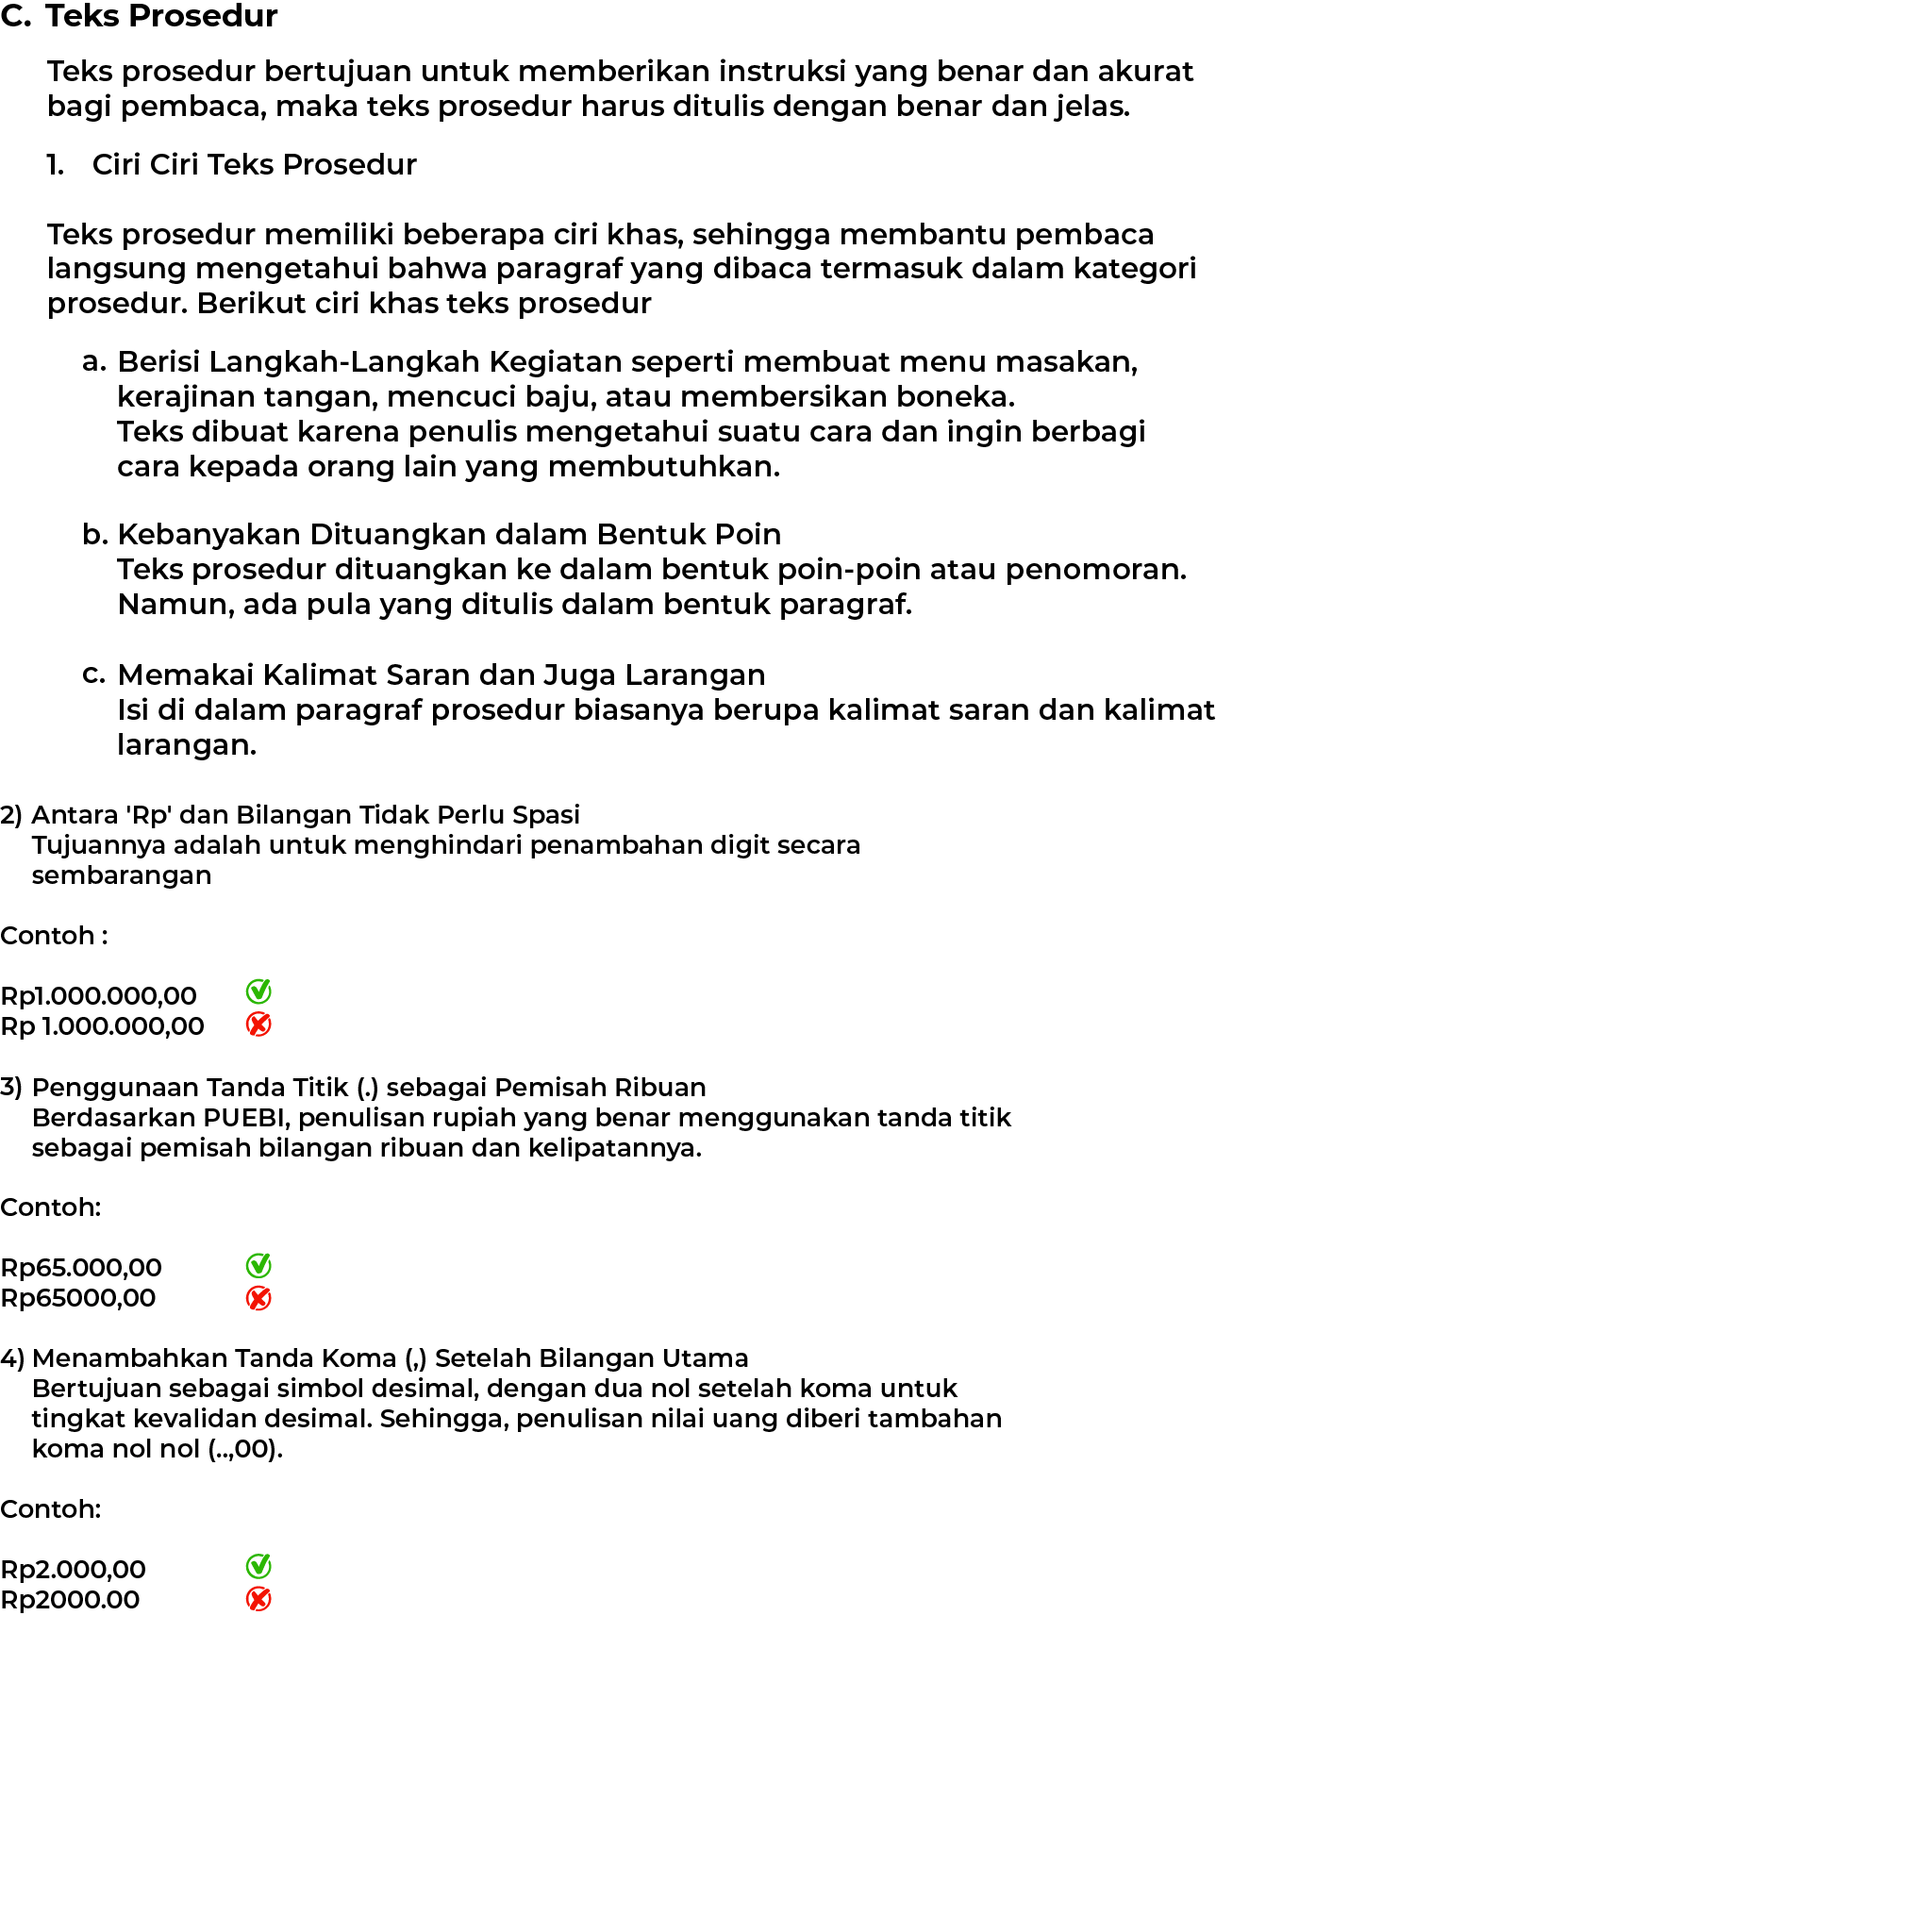 C. Teks Prosedur
Teks prosedur bertujuan untuk memberikan instruksi yang benar dan akurat
bagi pembaca, maka teks prosedur harus ditulis dengan benar dan jelas.
1. Ciri Ciri Teks Prosedur
Teks prosedur memiliki beberapa ciri khas, sehingga membantu pembaca
langsung mengetahui bahwa paragraf yang dibaca termasuk dalam kategori
prosedur. Berikut ciri khas teks prosedur
a. Berisi Langkah-Langkah Kegiatan seperti membuat menu masakan,
kerajinan tangan, mencuci baju, atau membersikan boneka.
Teks dibuat karena penulis mengetahui suatu cara dan ingin berbagi
cara kepada orang lain yang membutuhkan.
b. Kebanyakan Dituangkan dalam Bentuk Poin
Teks prosedur dituangkan ke dalam bentuk poin-poin atau penomoran.
Namun, ada pula yang ditulis dalam bentuk paragraf.
c. Memakai Kalimat Saran dan Juga Larangan
Isi di dalam paragraf prosedur biasanya berupa kalimat saran dan kalimat
larangan.
2) Antara 'Rp' dan Bilangan Tidak Perlu Spasi
Tujuannya adalah untuk menghindari penambahan digit secara
sembarangan
Contoh :
Rp1.000.000,00
Rp 1.000.000,00
3) Penggunaan Tanda Titik (.) sebagai Pemisah Ribuan
Berdasarkan PUEBI, penulisan rupiah yang benar menggunakan tanda titik
sebagai pemisah bilangan ribuan dan kelipatannya.
Contoh:
Rp65.000,00
Rp65000,00
4) Menambahkan Tanda Koma (,) Setelah Bilangan Utama
Bertujuan sebagai simbol desimal, dengan dua nol setelah koma untuk
tingkat kevalidan desimal. Sehingga, penulisan nilai uang diberi tambahan
koma nol nol (..,00).
Contoh:
Rp2.000,00
Rp2000.00